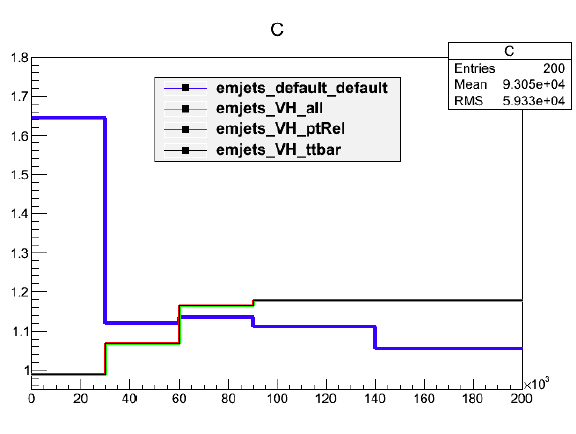 C
C
Entries 200
Mean 9.305e+04
RMS 5.933e+04
emjets_default_default
emjets_VH_all
emjets_VH_ptRel
emjets_VH_ttbar
1.8
1.7
1.6
1.5
1.4
1.3
1.2
1.1
1
0 20 40 60 80 100 120 140 160 180 200
×10³